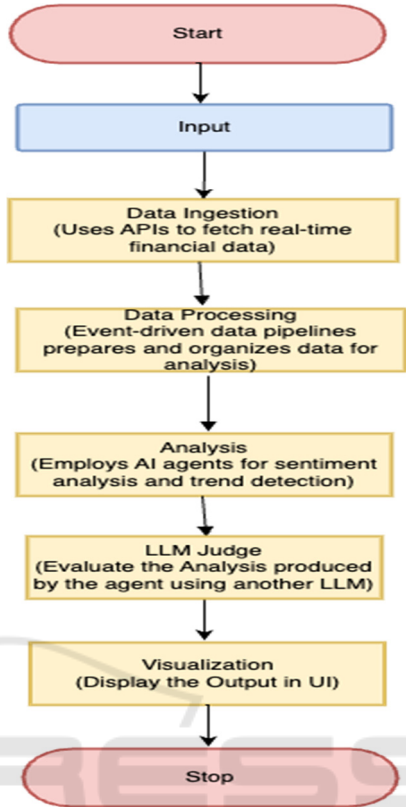 Start
Input
Data Ingestion
(Uses APIs to fetch real-time
financial data)
Data Processing
(Event-driven data pipelines
prepares and organizes data for
analysis)
Analysis
(Employs AI agents for sentiment
analysis and trend detection)
LLM Judge
(Evaluate the Analysis produced
by the agent using another LLM)
Visualization
(Display the Output in UI)
Stop